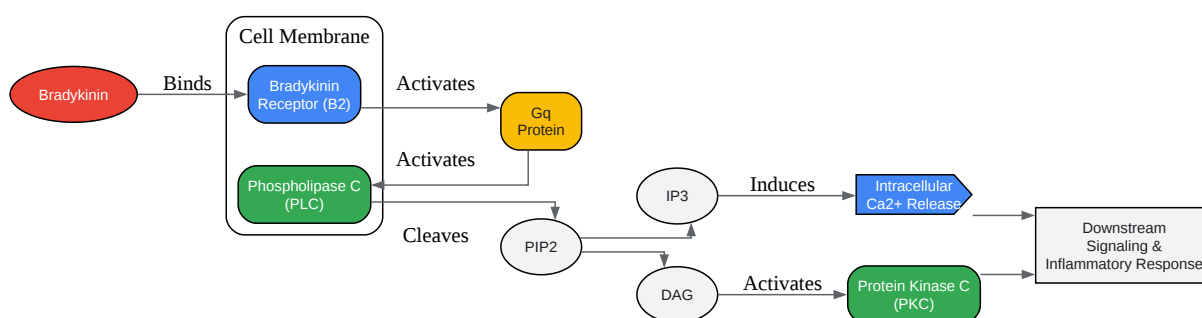 Cell Membrane
Bradykinin
Binds
Bradykinin
Receptor (B2)
Activates
Gq
Protein
Activates
Phospholipase C
(PLC)
Cleaves
PIP2
IP3
Induces
Intracellular
Ca2+ Release
DAG
Activates
Protein Kinase C
(PKC)
Downstream
Signaling &
Inflammatory Response